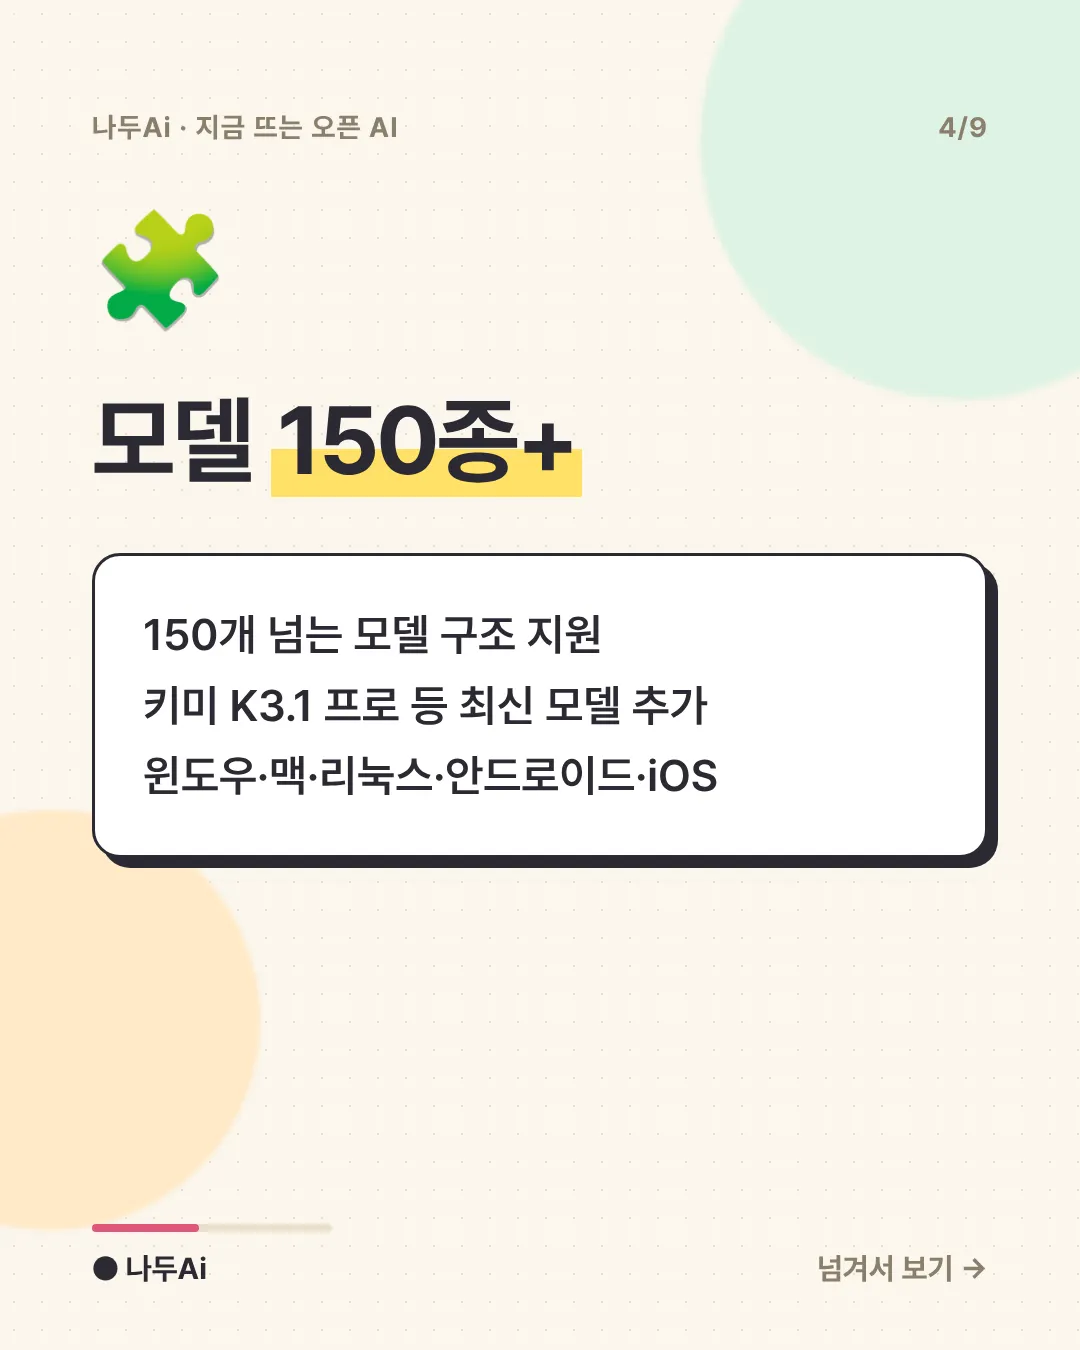 나두Ai · 지금 뜨는 오픈 AI
4/9
모델 150종+
150개 넘는 모델 구조 지원
키미 K3.1 프로 등 최신 모델 추가
윈도우·맥·리눅스·안드로이드·iOS
나두Ai
넘겨서 보기 →